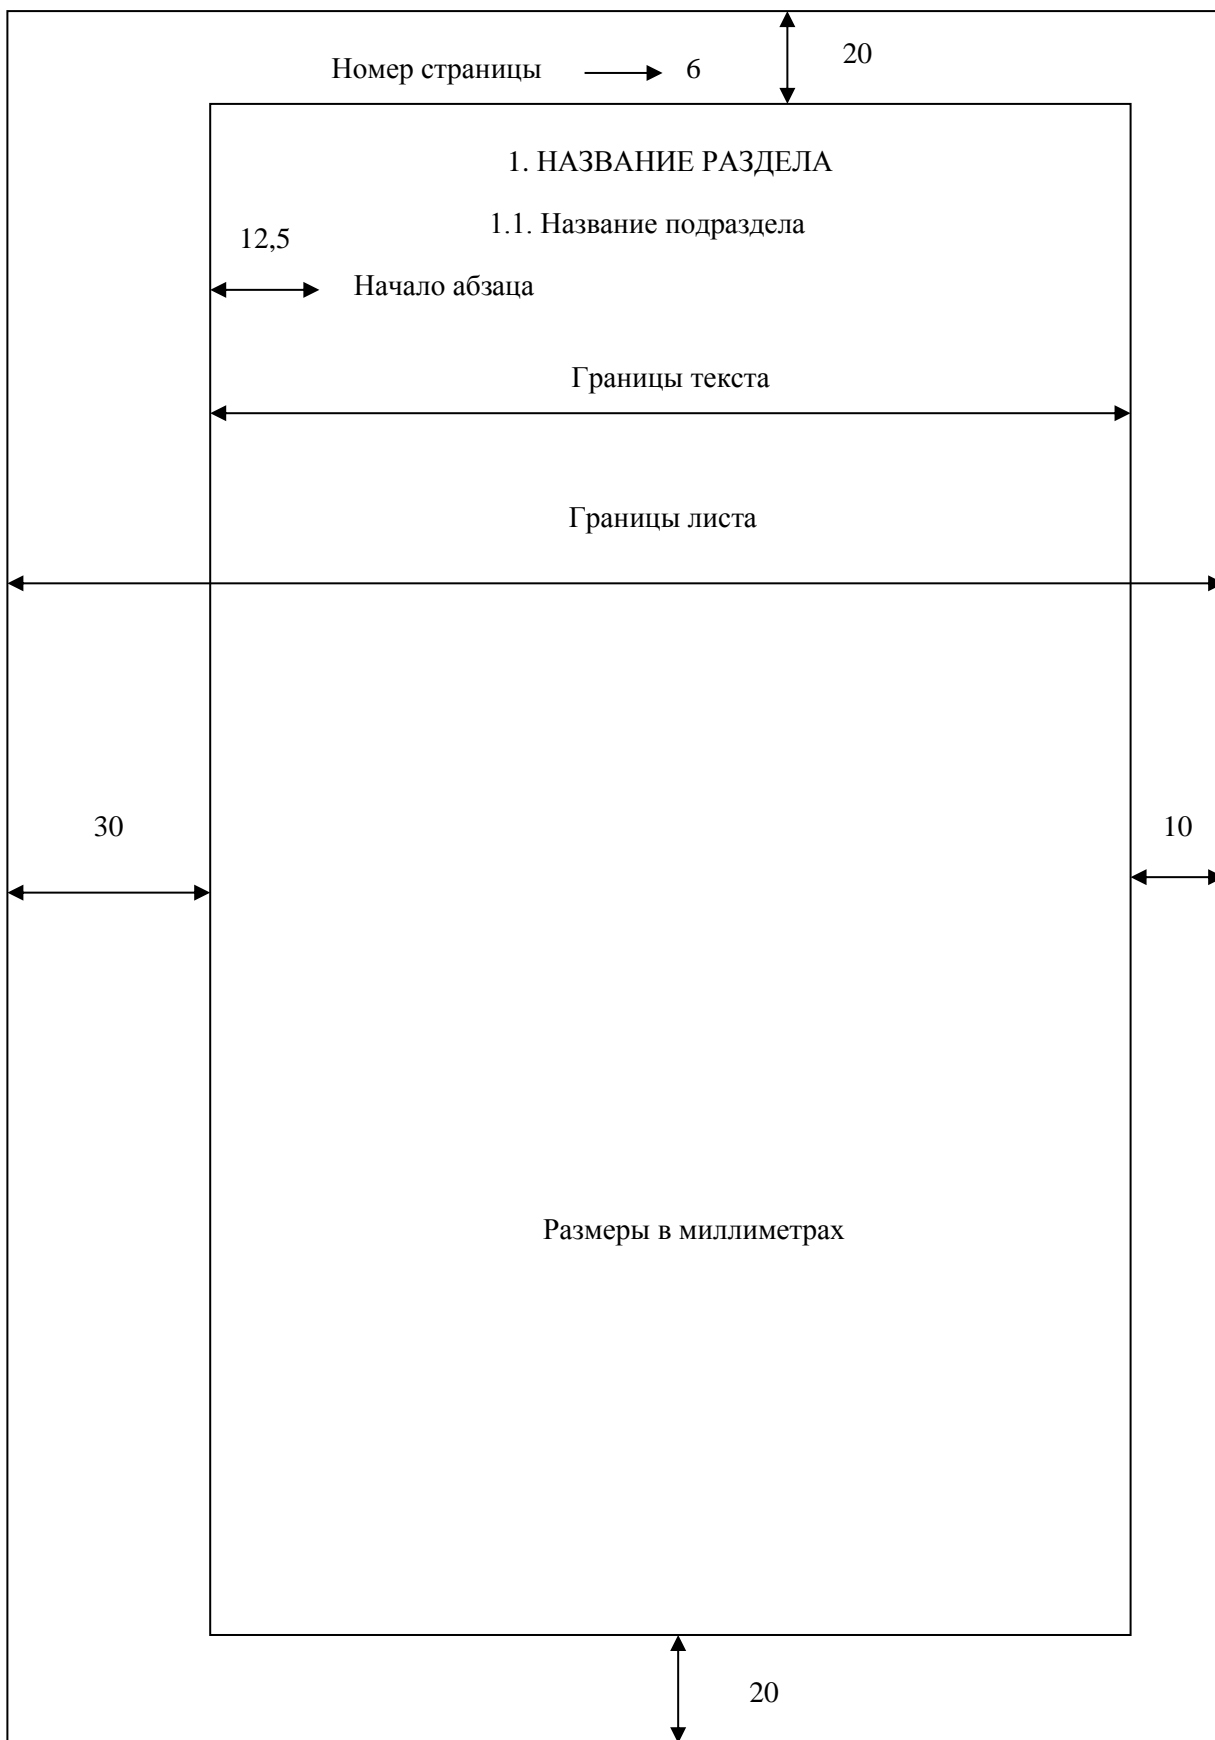 20
Номер страницы 6
1. НАЗВАНИЕ РАЗДЕЛА
1.1. Название подраздела
12,5
Начало абзаца
Границы текста
Границы листа
30
10
Размеры в миллиметрах
20